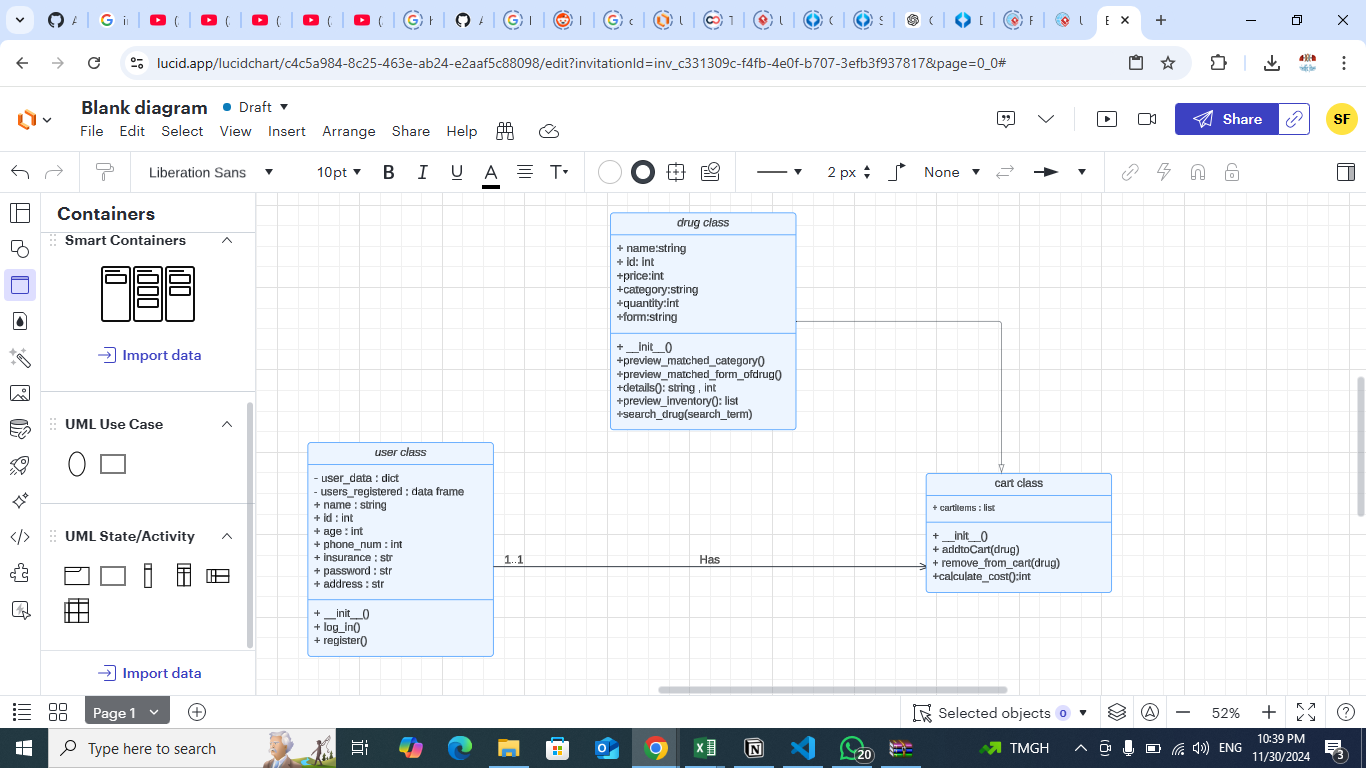 lucid.app/lucidchart/c4c5a984-8c25-463e-ab24-e2aaf5c88098/edit?invitationId=inv_c331309c-f4fb-4e0f-b707-3efb3f937817&page=0_0#
Blank diagram Draft
File Edit Select View Insert Arrange Share Help
Share
SF
Liberation Sans 10pt B I U A T 2 px None
Containers
Smart Containers
Import data
UML Use Case
UML State/Activity
Import data
drug class
+ name:string
+ id: int
+price:int
+category:string
+quantity:int
+form:string
+ __init__()
+preview_matched_category()
+preview_matched_form_ofdrug()
+details(): string , int
+preview_inventory(): list
+search_drug(search_term)
user class
- user_data : dict
- users_registered : data frame
+ name : string
+ id : int
+ age : int
+ phone_num : int
+ insurance : str
+ password : str
+ address : str
+ __init__()
+ log_in()
+ register()
1..1 Has
cart class
+ cartItems : list
+ __init__()
+ addtoCart(drug)
+ remove_from_cart(drug)
+calculate_cost();int
Page 1
Selected objects 0
52%
Type here to search
20
TMGH
ENG
10:39 PM
11/30/2024
3